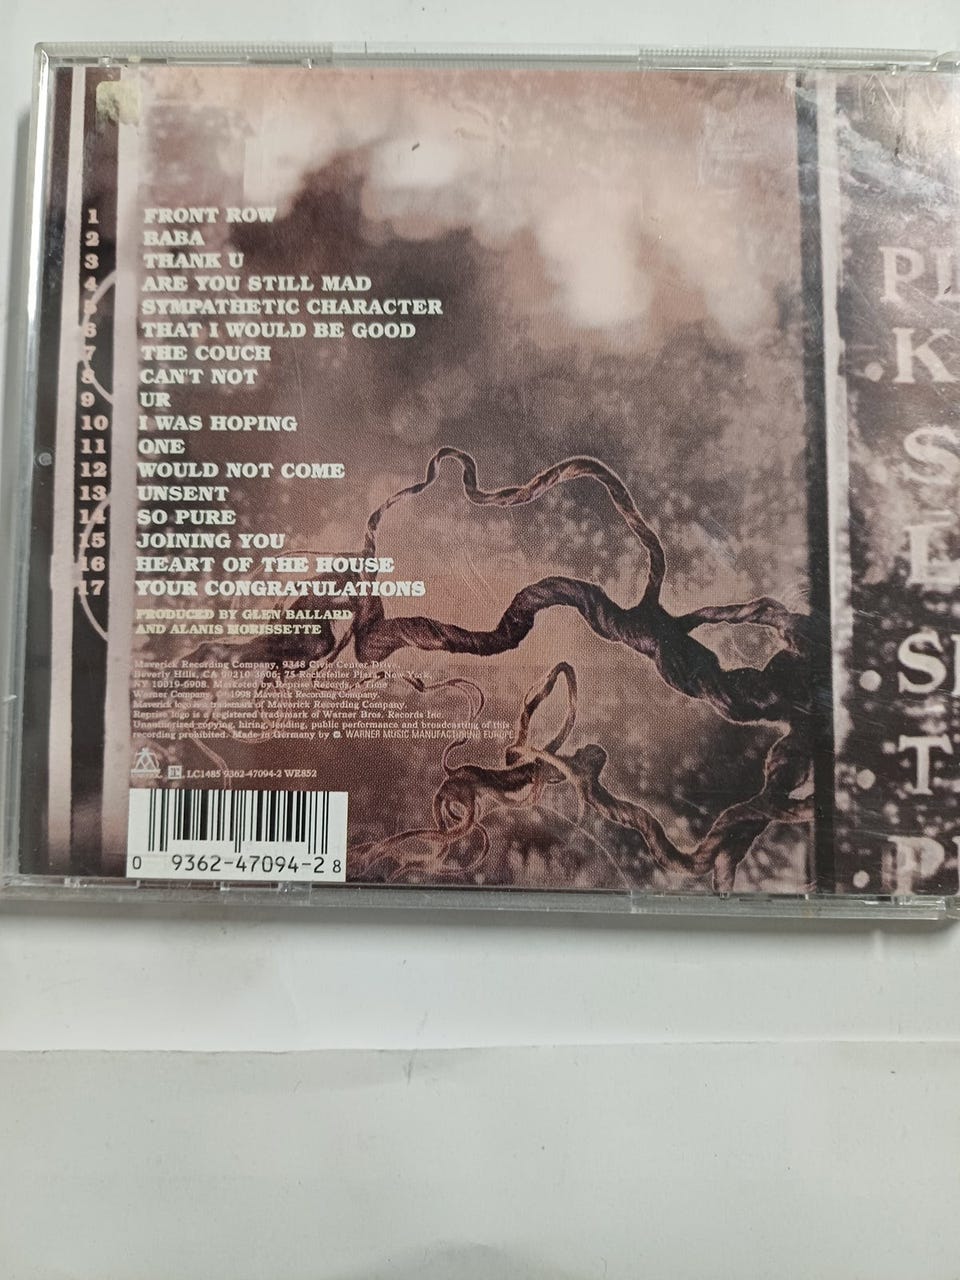 1 FRONT ROW
2 BABA
3 THANK U
4 ARE YOU STILL MAD
5 SYMPATHETIC CHARACTER
6 THAT I WOULD BE GOOD
7 THE COUCH
8 CAN'T NOT
9 UR
10 I WAS HOPING
11 ONE
12 WOULD NOT COME
13 UNSENT
14 SO PURE
15 JOINING YOU
16 HEART OF THE HOUSE
17 YOUR CONGRATULATIONS
PRODUCED BY GLEN BALLARD
AND ALANIS MORISSETTE
Maverick Recording Company, 9348 Civic Center Drive,
Beverly Hills, CA 90210-3606; 75 Rockefeller Plaza, New York,
NY 10019-6908. Marketed by Reprise Records, a Time
Warner Company. ℗ 1998 Maverick Recording Company.
Maverick logo is a trademark of Maverick Recording Company.
Reprise logo is a registered trademark of Warner Bros. Records Inc.
Unauthorized copying, hiring, lending, public performance and broadcasting of this
recording prohibited. Made in Germany by WARNER MUSIC MANUFACTURING EUROPE.
LC1485 9362-47094-2 WE852
0 9362-47094-2 8
PL
.K
S
L
.S
.T
.P